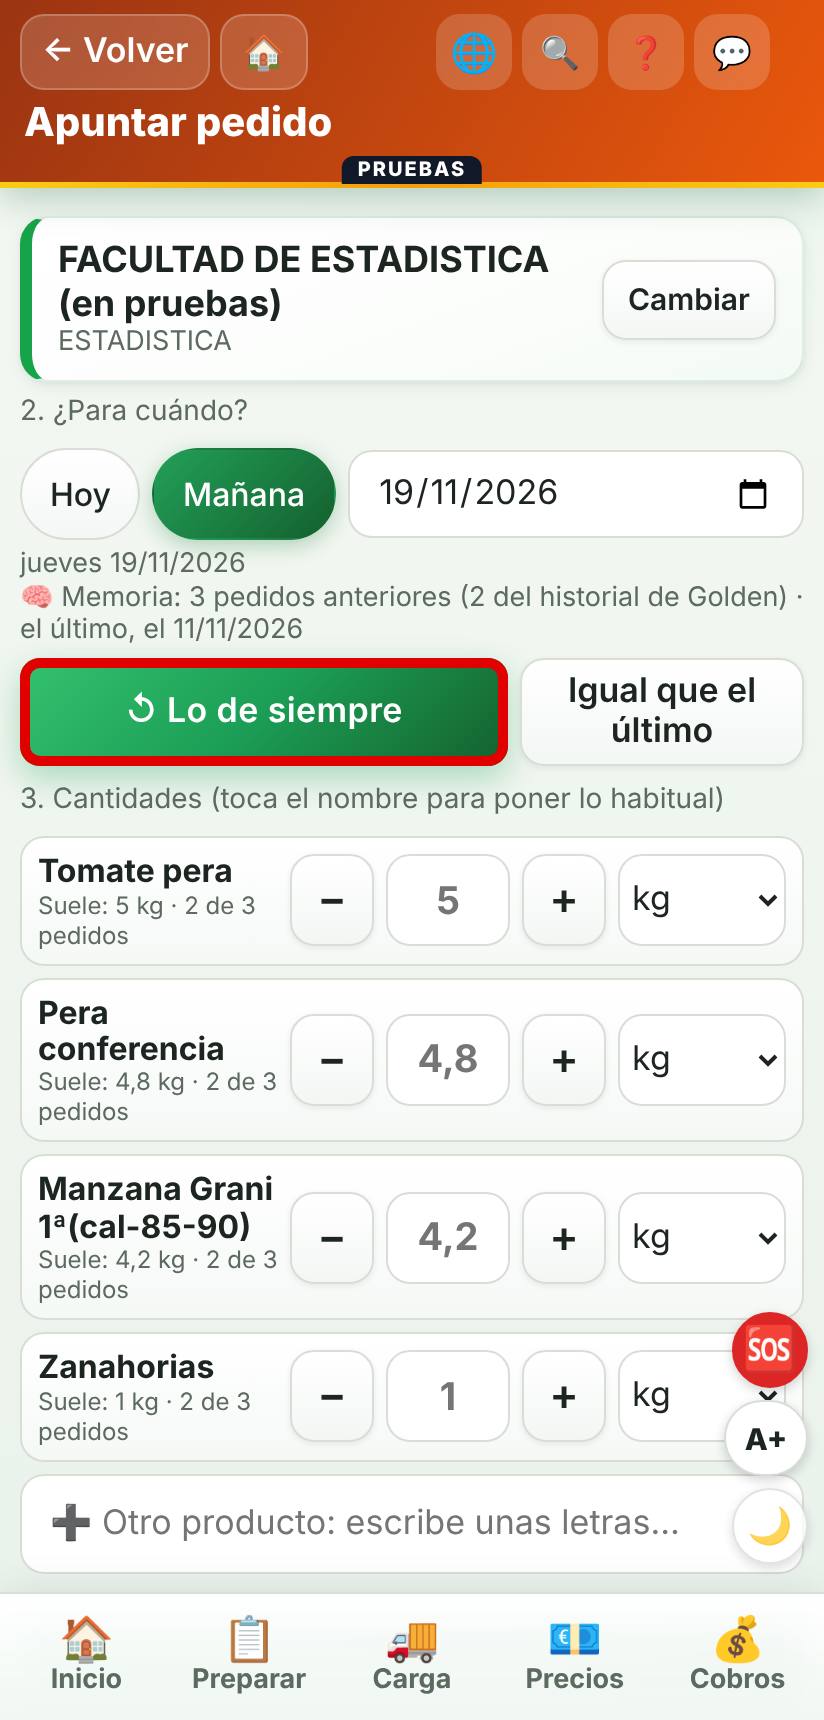 ← Volver
Apuntar pedido
PRUEBAS
FACULTAD DE ESTADISTICA
(en pruebas)
ESTADISTICA
Cambiar
2. ¿Para cuándo?
Hoy
Mañana
19/11/2026
jueves 19/11/2026
Memoria: 3 pedidos anteriores (2 del historial de Golden) ·
el último, el 11/11/2026
Lo de siempre
Igual que el
último
3. Cantidades (toca el nombre para poner lo habitual)
Tomate pera
Suele: 5 kg · 2 de 3
pedidos
− 5 + kg
Pera
conferencia
Suele: 4,8 kg · 2 de 3
pedidos
− 4,8 + kg
Manzana Grani
1ª(cal-85-90)
Suele: 4,2 kg · 2 de 3
pedidos
− 4,2 + kg
Zanahorias
Suele: 1 kg · 2 de 3
pedidos
− 1 + kg
SOS
A+
Otro producto: escribe unas letras...
Inicio
Preparar
Carga
Precios
Cobros